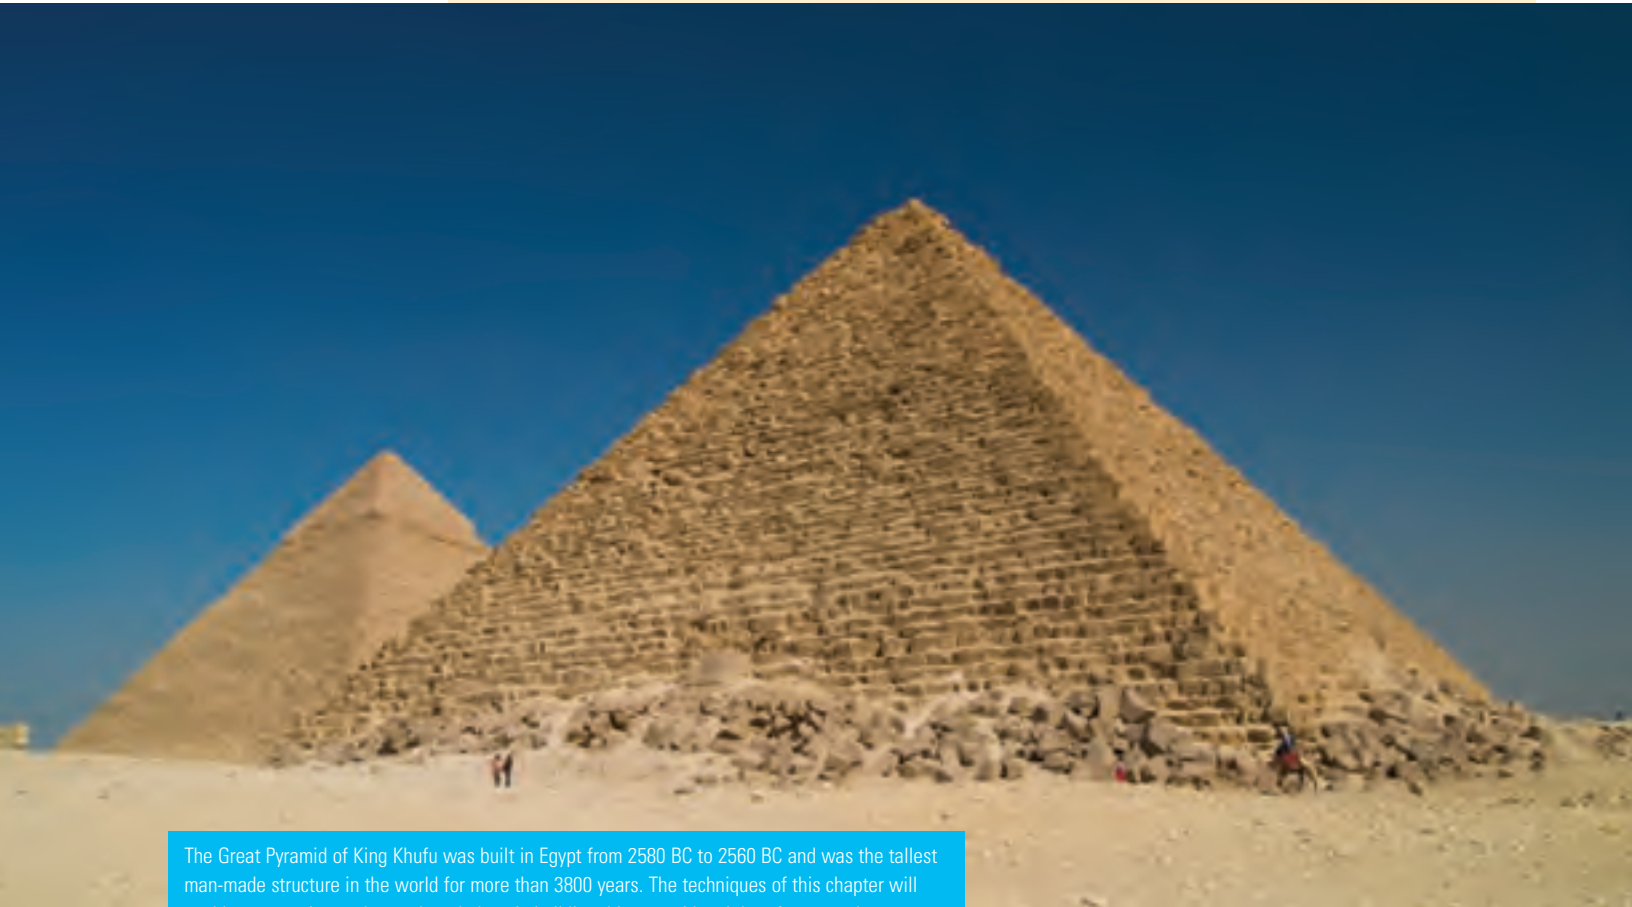 The Great Pyramid of King Khufu was built in Egypt from 2580 BC to 2560 BC and was the tallest
man-made structure in the world for more than 3800 years. The techniques of this chapter will